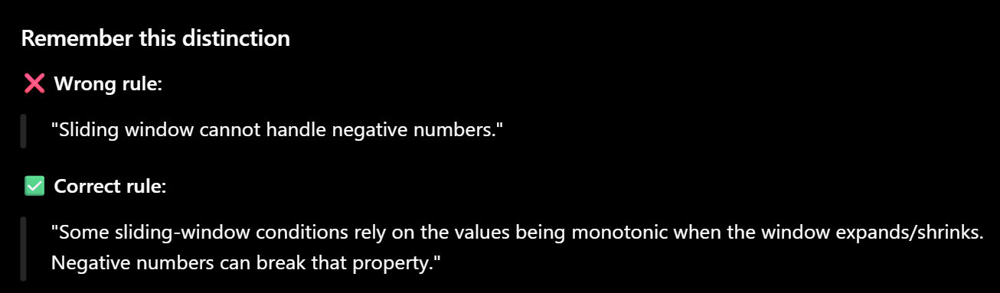 Remember this distinction
❌ Wrong rule:
"Sliding window cannot handle negative numbers."
✅ Correct rule:
"Some sliding-window conditions rely on the values being monotonic when the window expands/shrinks.
Negative numbers can break that property."